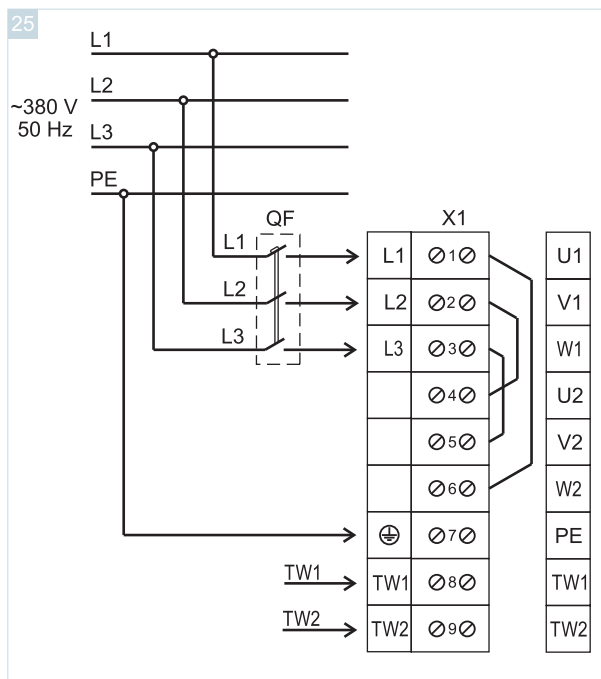 25
L1
L2
~380 V
50 Hz
L3
PE
QF
X1
L1
L1
1
U1
L2
L2
2
V1
L3
L3
3
W1
4
U2
5
V2
6
W2
7
PE
TW1
TW1
8
TW1
TW2
TW2
9
TW2